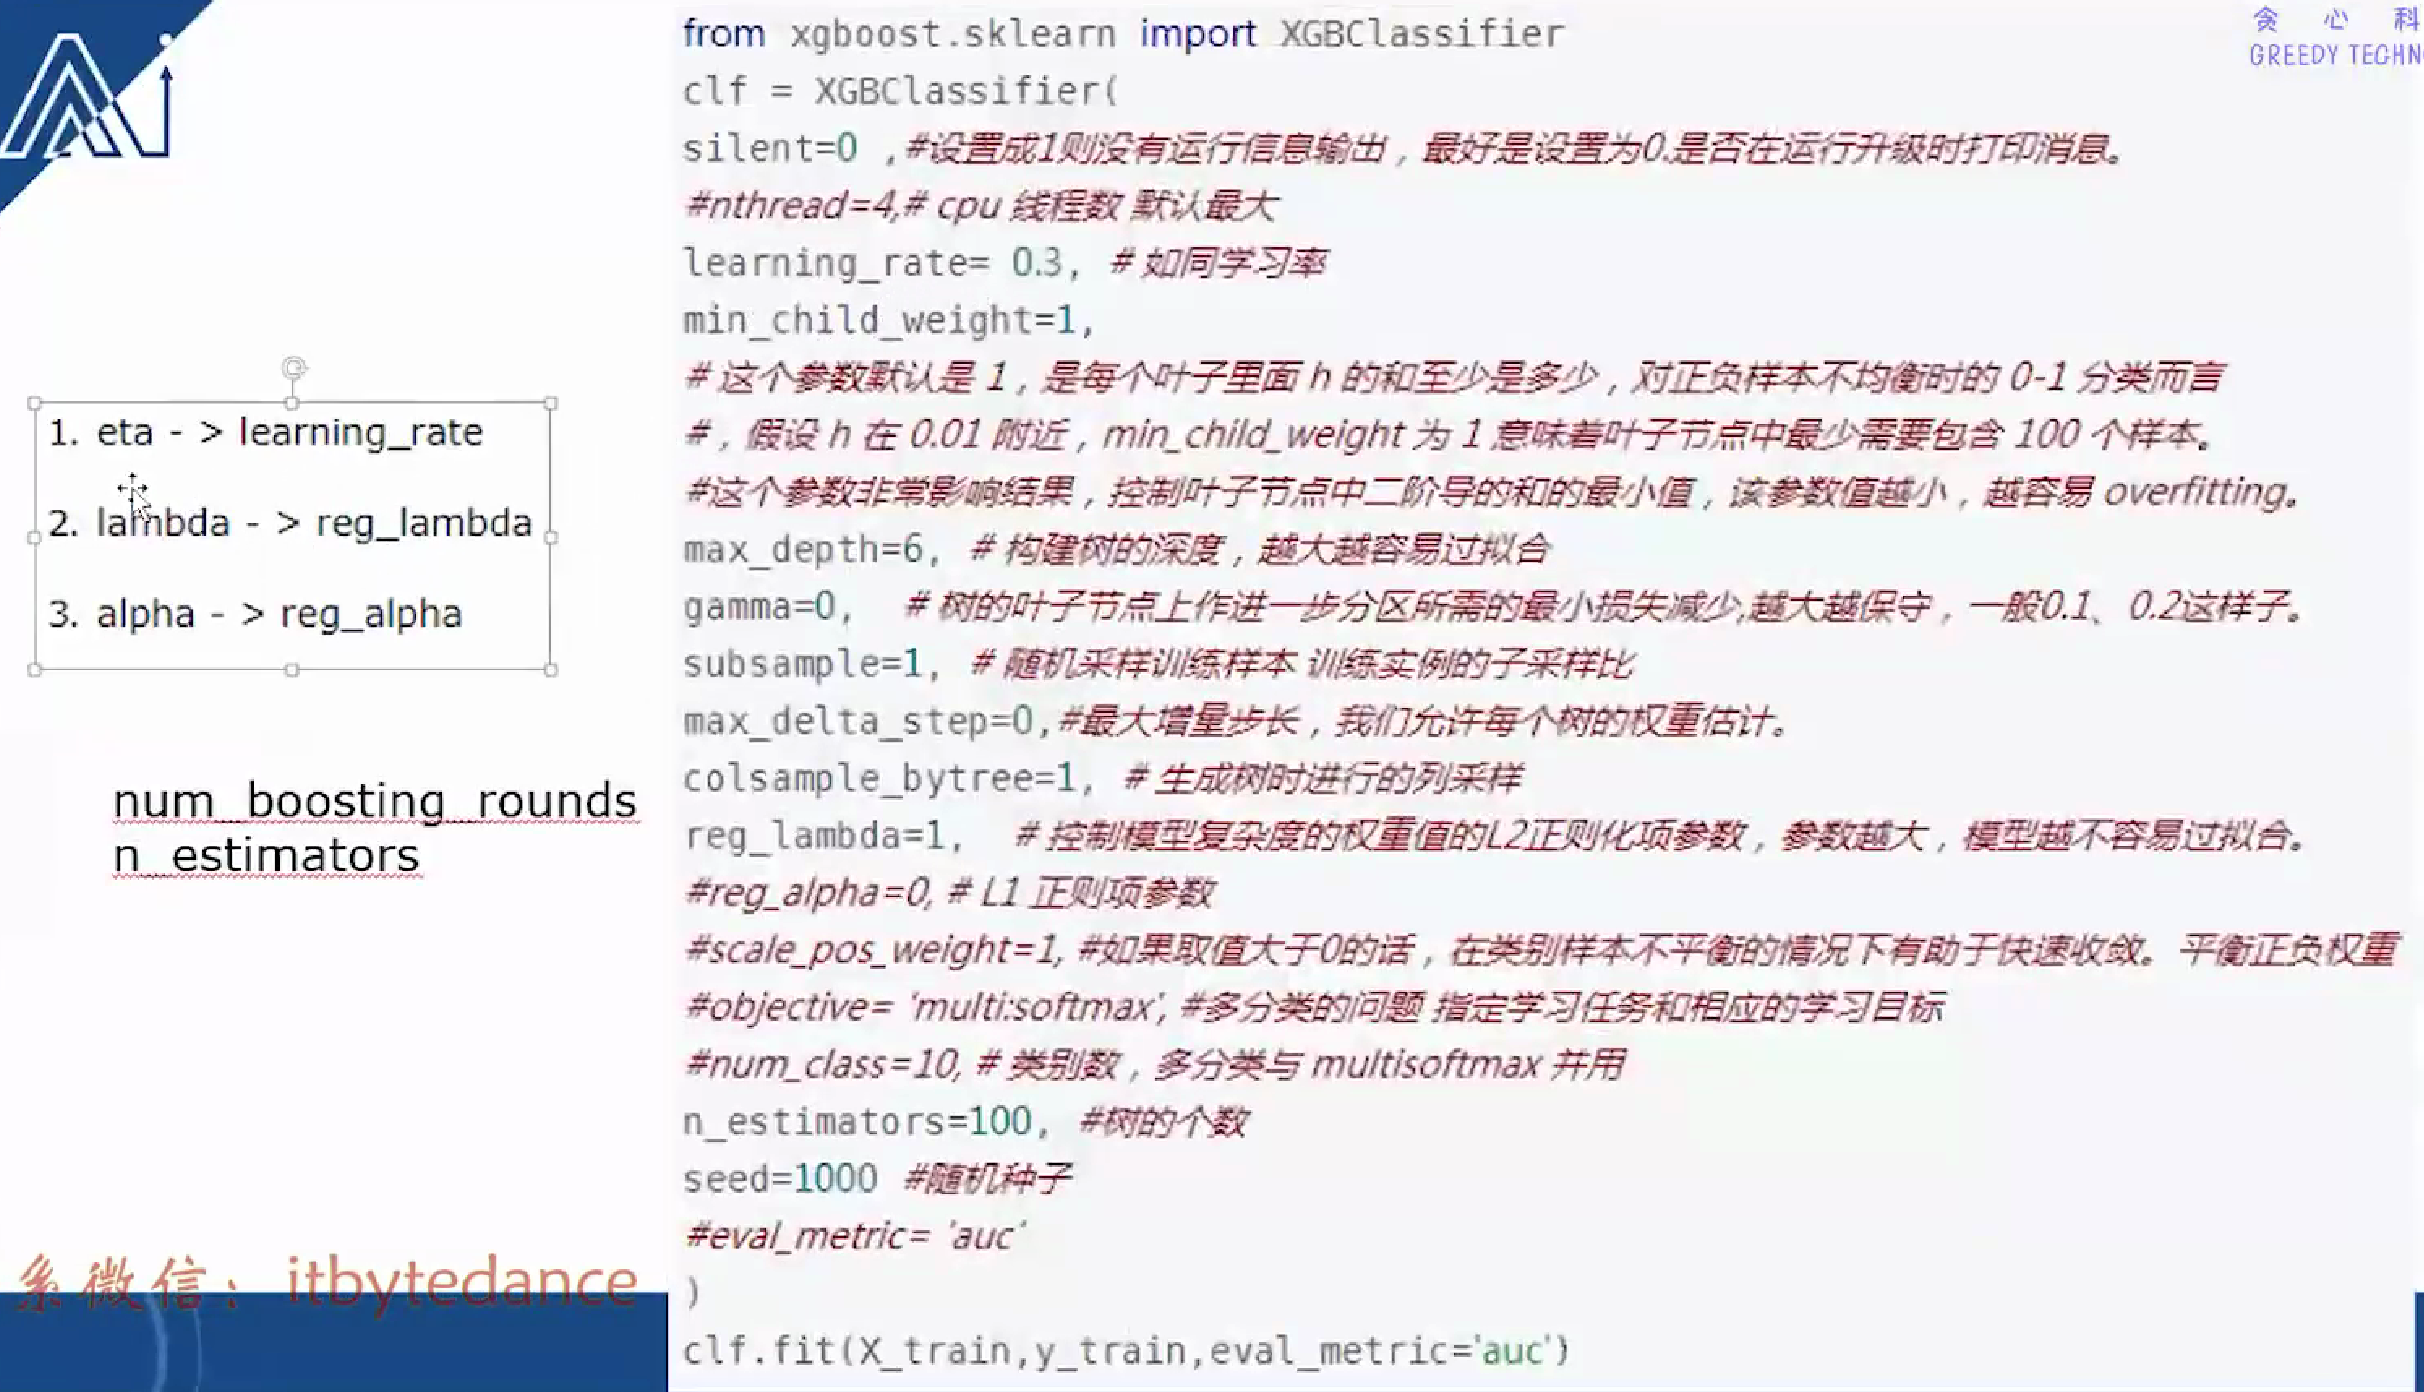 Ai
1. eta - > learning_rate
2. lambda - > reg_lambda
3. alpha - > reg_alpha
num_boosting_rounds
n_estimators
系微信：itbytedance
贪 心 科
GREEDY TECHN
from xgboost.sklearn import XGBClassifier
clf = XGBClassifier(
silent=0 ,#设置成1则没有运行信息输出，最好是设置为0.是否在运行升级时打印消息。
#nthread=4,# cpu 线程数 默认最大
learning_rate= 0.3, # 如同学习率
min_child_weight=1,
# 这个参数默认是 1，是每个叶子里面 h 的和至少是多少，对正负样本不均衡时的 0-1 分类而言
#，假设 h 在 0.01 附近，min_child_weight 为 1 意味着叶子节点中最少需要包含 100 个样本。
#这个参数非常影响结果，控制叶子节点中二阶导的和的最小值，该参数值越小，越容易 overfitting。
max_depth=6, # 构建树的深度，越大越容易过拟合
gamma=0, # 树的叶子节点上作进一步分区所需的最小损失减少,越大越保守，一般0.1、0.2这样子。
subsample=1, # 随机采样训练样本 训练实例的子采样比
max_delta_step=0,#最大增量步长，我们允许每个树的权重估计。
colsample_bytree=1, # 生成树时进行的列采样
reg_lambda=1, # 控制模型复杂度的权重值的L2正则化项参数，参数越大，模型越不容易过拟合。
#reg_alpha=0, # L1 正则项参数
#scale_pos_weight=1, #如果取值大于0的话，在类别样本不平衡的情况下有助于快速收敛。平衡正负权重
#objective= 'multi:softmax', #多分类的问题 指定学习任务和相应的学习目标
#num_class=10, # 类别数，多分类与 multisoftmax 并用
n_estimators=100, #树的个数
seed=1000 #随机种子
#eval_metric= 'auc'
)
clf.fit(X_train,y_train,eval_metric='auc')